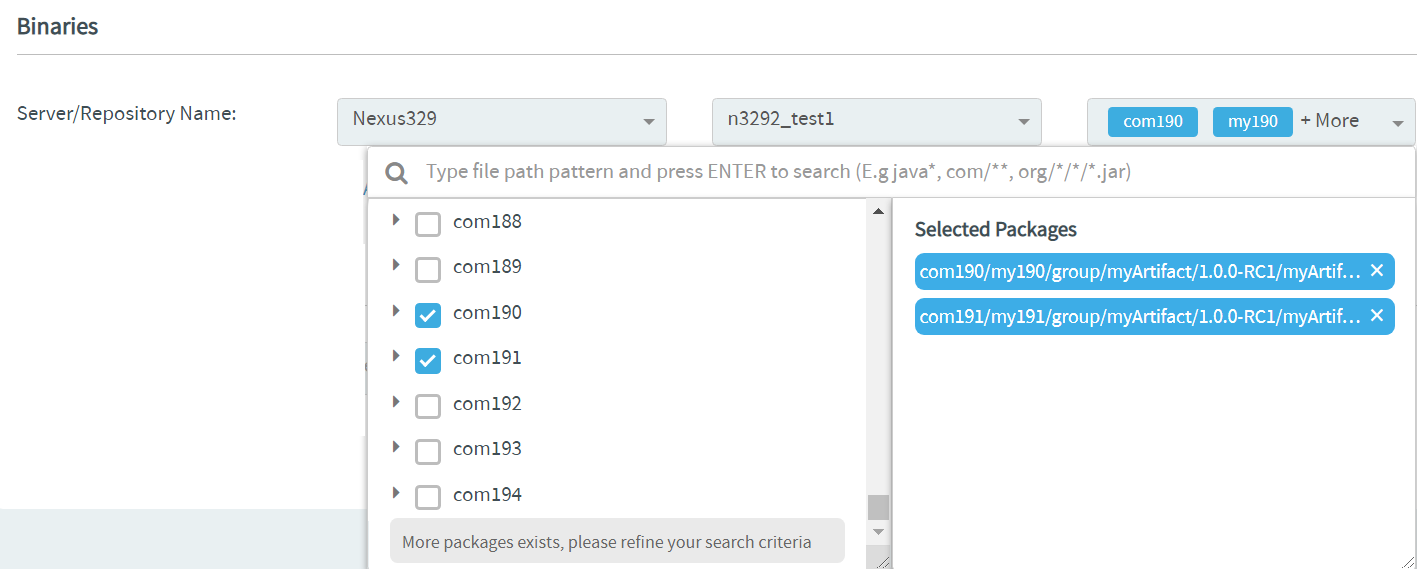 Binaries
Server/Repository Name:
Nexus329
n3292_test1
com190 my190 + More
Type file path pattern and press ENTER to search (E.g java*, com/**, org/*/*/*.jar)
com188
com189
com190
com191
com192
com193
com194
More packages exists, please refine your search criteria
Selected Packages
com190/my190/group/myArtifact/1.0.0-RC1/myArtif...
com191/my191/group/myArtifact/1.0.0-RC1/myArtif...